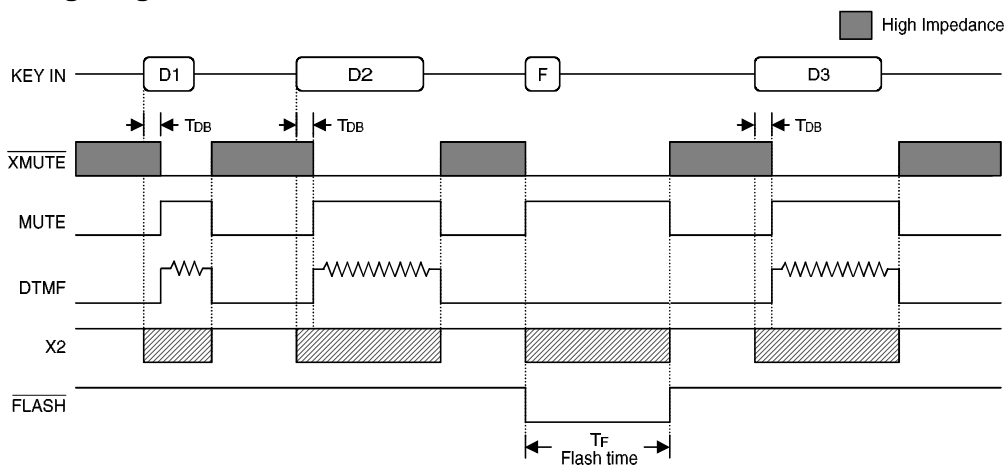 High Impedance
KEY IN D1 D2 F D3
TDB TDB TDB
XMUTE
MUTE
DTMF
X2
FLASH
TF
Flash time